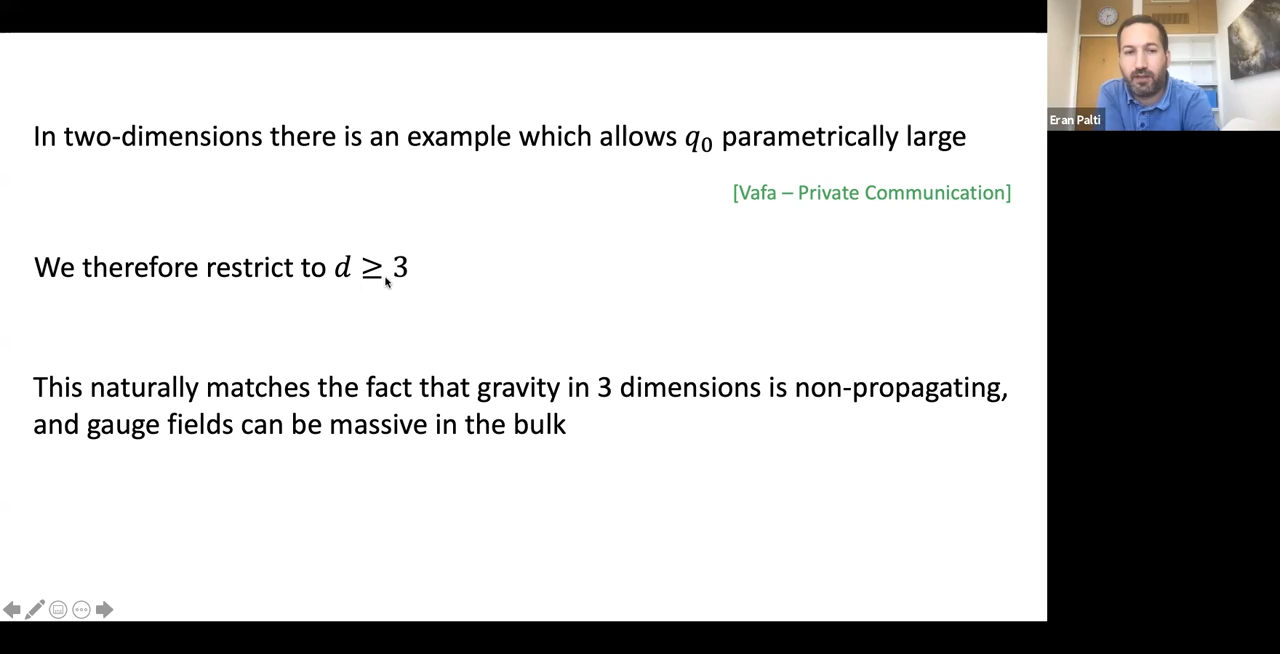 In two-dimensions there is an example which allows q₀ parametrically large
[Vafa – Private Communication]
We therefore restrict to d ≥ 3
This naturally matches the fact that gravity in 3 dimensions is non-propagating,
and gauge fields can be massive in the bulk
Eran Palti